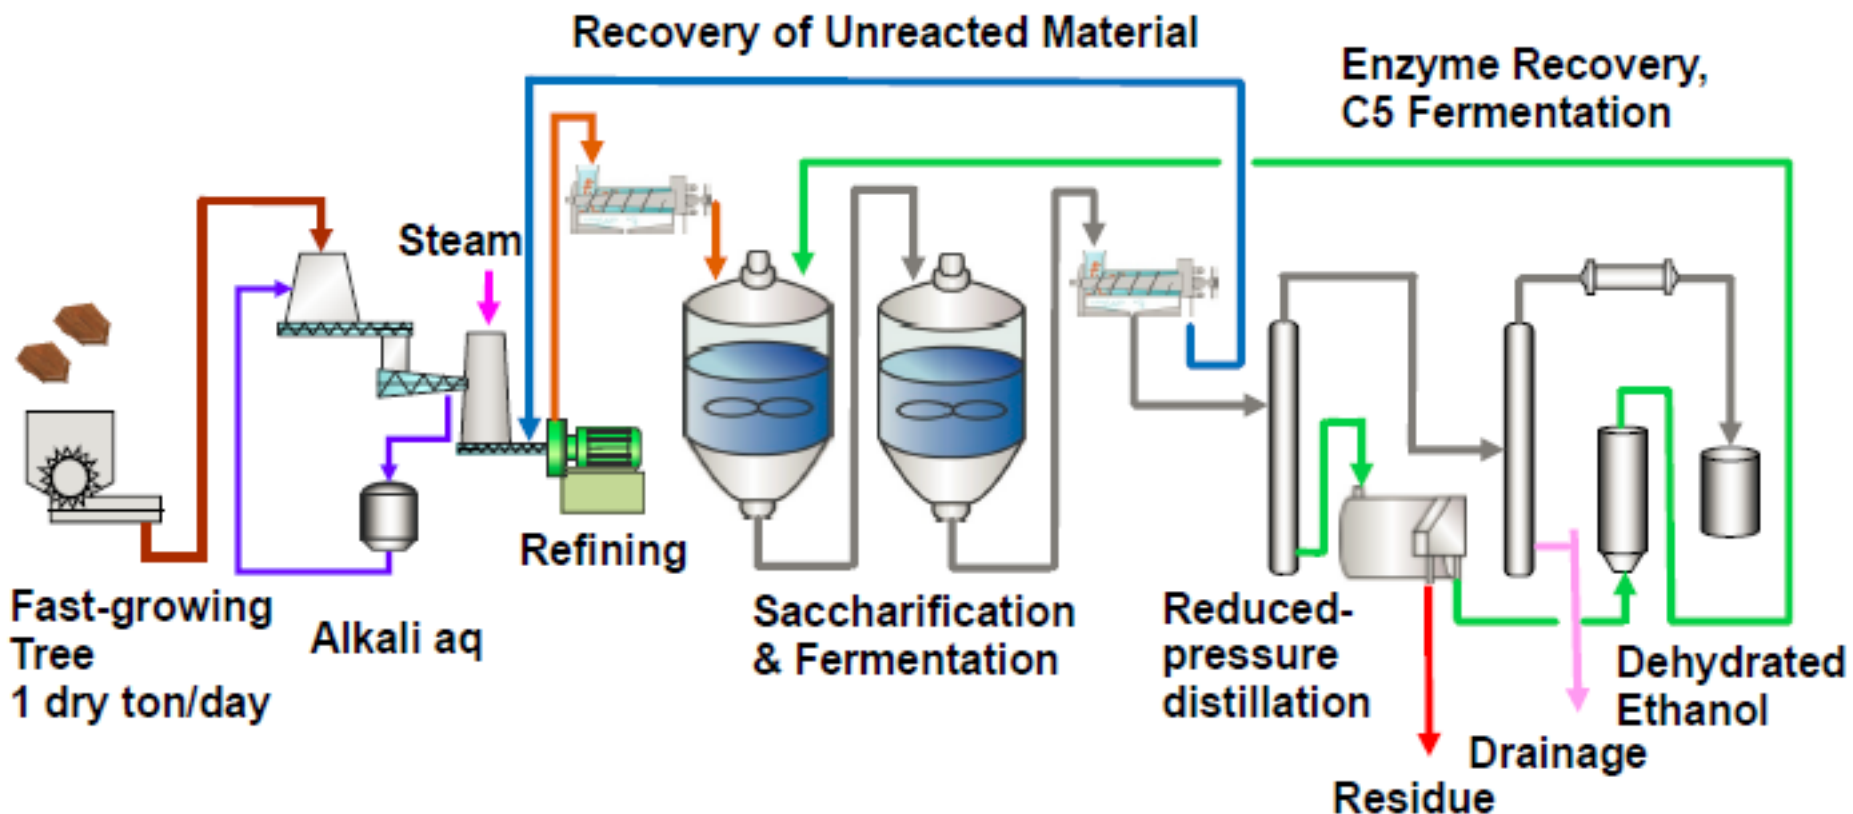 Recovery of Unreacted Material
Enzyme Recovery,
C5 Fermentation
Steam
Refining
Fast-growing
Tree
1 dry ton/day
Alkali aq
Saccharification
& Fermentation
Reduced-
pressure
distillation
Dehydrated
Ethanol
Drainage
Residue